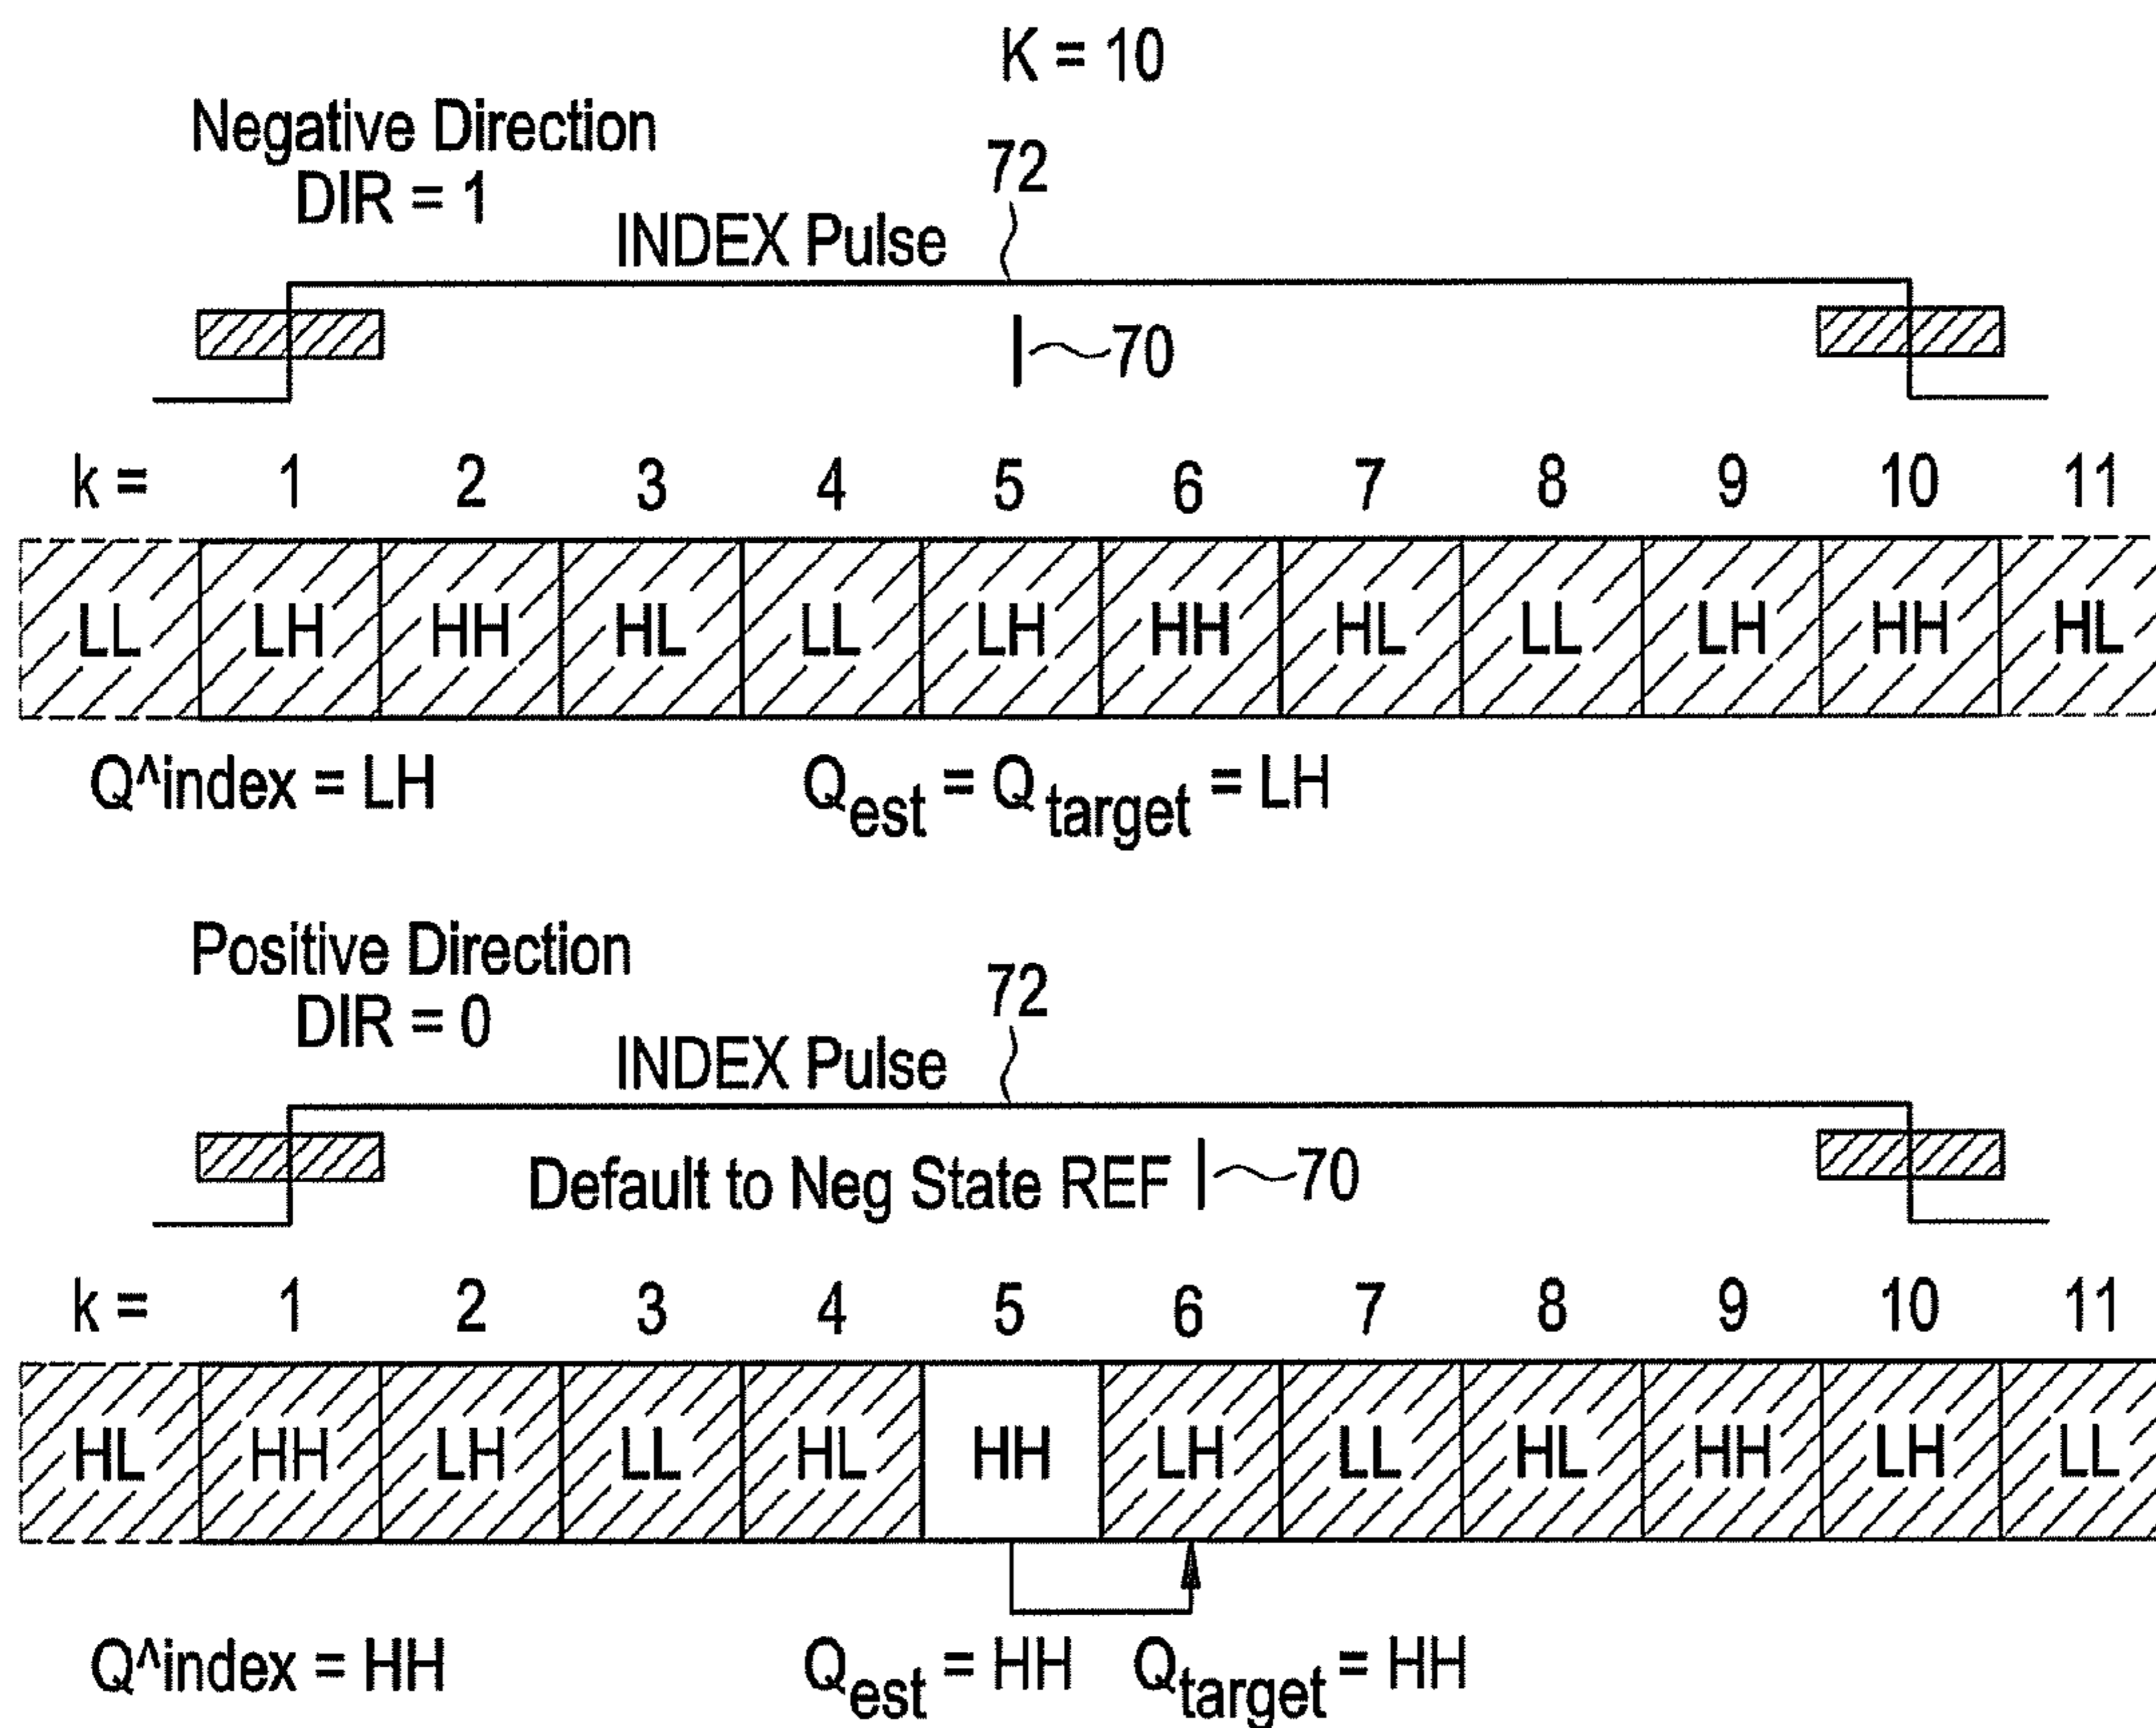 K = 10
Negative Direction
DIR = 1
72
INDEX Pulse
70
k = 1 2 3 4 5 6 7 8 9 10 11
LL LH HH HL LL LH HH HL LL LH HH HL
Q^index = LH Qest = Qtarget = LH
Positive Direction
DIR = 0
72
INDEX Pulse
Default to Neg State REF 70
k = 1 2 3 4 5 6 7 8 9 10 11
HL HH LH LL HL HH LH LL HL HH LH LL
Q^index = HH Qest = HH Qtarget = HH